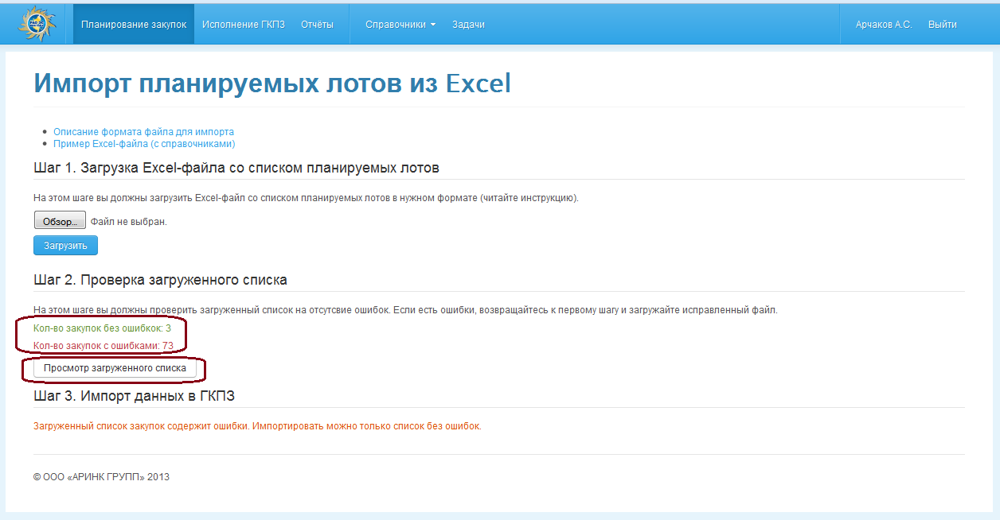 Планирование закупок
Исполнение ГКПЗ
Отчёты
Справочники
Задачи
Арчаков А.С.
Выйти
Импорт планируемых лотов из Excel
Описание формата файла для импорта
Пример Excel-файла (с справочниками)
Шаг 1. Загрузка Excel-файла со списком планируемых лотов
На этом шаге вы должны загрузить Excel-файл со списком планируемых лотов в нужном формате (читайте инструкцию).
Обзор... Файл не выбран.
Загрузить
Шаг 2. Проверка загруженного списка
На этом шаге вы должны проверить загруженный список на отсутсвие ошибок. Если есть ошибки, возвращайтесь к первому шагу и загружайте исправленный файл.
Кол-во закупок без ошибкок: 3
Кол-во закупок с ошибками: 73
Просмотр загруженного списка
Шаг 3. Импорт данных в ГКПЗ
Загруженный список закупок содержит ошибки. Импортировать можно только список без ошибок.
© ООО «АРИНК ГРУПП» 2013